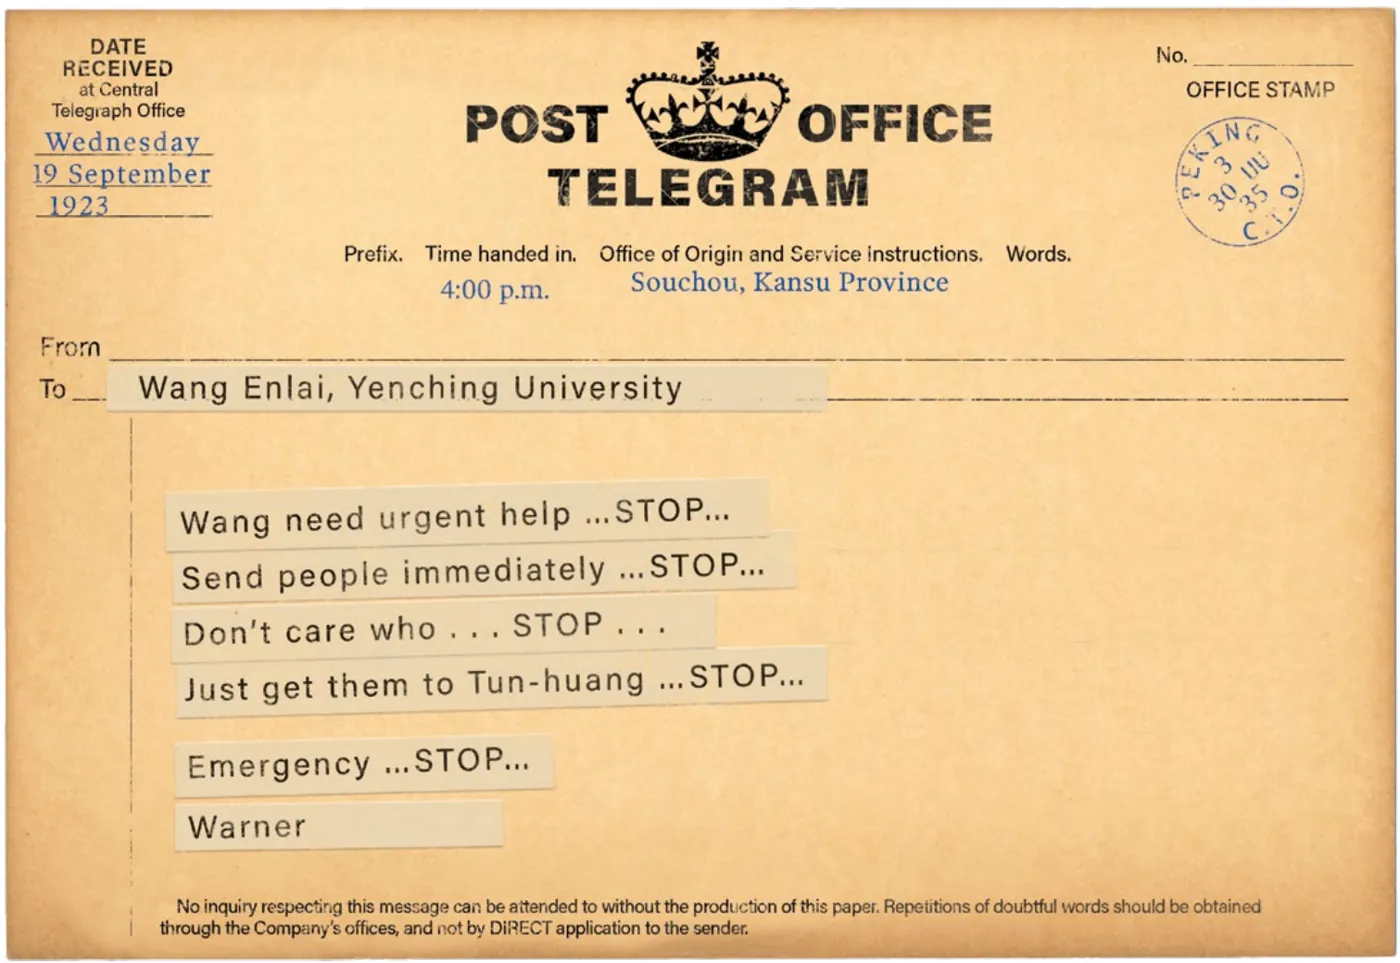 DATE
RECEIVED
at Central
Telegraph Office
Wednesday
19 September
1923
POST OFFICE
TELEGRAM
No.
OFFICE STAMP
PEKING
3
30 UU
35
C.T.O.
Prefix. Time handed in. Office of Origin and Service Instructions. Words.
4:00 p.m. Souchou, Kansu Province
From
To Wang Enlai, Yenching University
Wang need urgent help ...STOP...
Send people immediately ...STOP...
Don't care who . . . STOP . . .
Just get them to Tun-huang ...STOP...
Emergency ...STOP...
Warner
No inquiry respecting this message can be attended to without the production of this paper. Repetitions of doubtful words should be obtained
through the Company's offices, and not by DIRECT application to the sender.